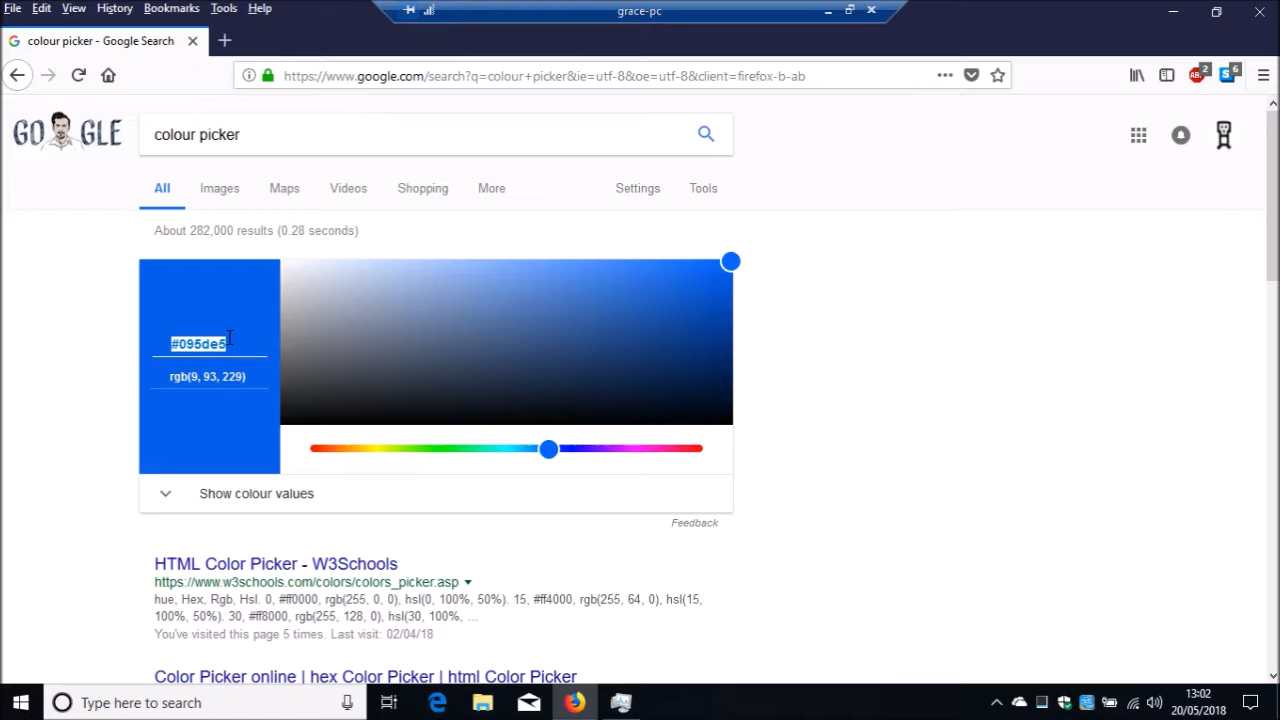 File Edit View History Bookmarks Tools Help
grace-pc
colour picker - Google Search
https://www.google.com/search?q=colour+picker&ie=utf-8&oe=utf-8&client=firefox-b-ab
2
6
GO GLE
colour picker
All Images Maps Videos Shopping More Settings Tools
About 282,000 results (0.28 seconds)
#095de5
rgb(9, 93, 229)
Show colour values
Feedback
HTML Color Picker - W3Schools
https://www.w3schools.com/colors/colors_picker.asp
hue, Hex, Rgb, Hsl. 0, #ff0000, rgb(255, 0, 0), hsl(0, 100%, 50%). 15, #ff4000, rgb(255, 64, 0), hsl(15,
100%, 50%). 30, #ff8000, rgb(255, 128, 0), hsl(30, 100%, ...
You've visited this page 5 times. Last visit: 02/04/18
Color Picker online | hex Color Picker | html Color Picker
Type here to search
13:02
20/05/2018